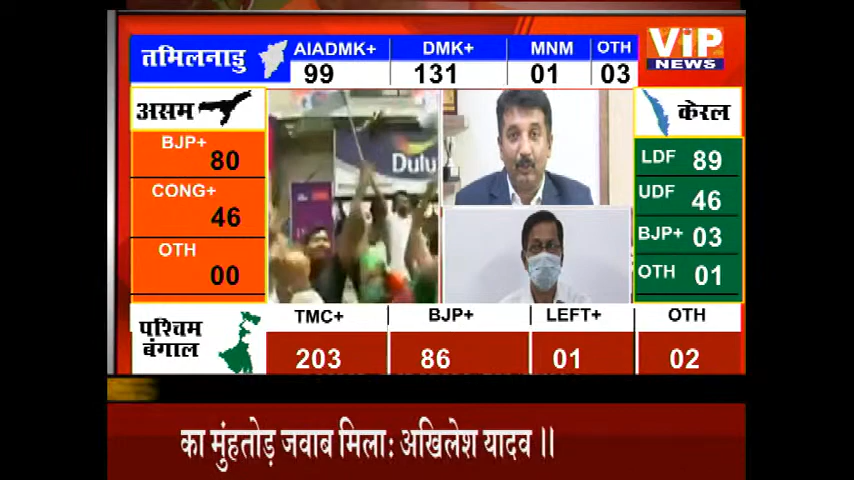 तमिलनाडु
AIADMK+ DMK+ MNM OTH
99 131 01 03
VIP
NEWS
असम
BJP+ 80
CONG+ 46
OTH 00
Dulu
केरल
LDF 89
UDF 46
BJP+ 03
OTH 01
पश्चिम
बंगाल
TMC+ BJP+ LEFT+ OTH
203 86 01 02
का मुंहतोड़ जवाब मिला: अखिलेश यादव ||